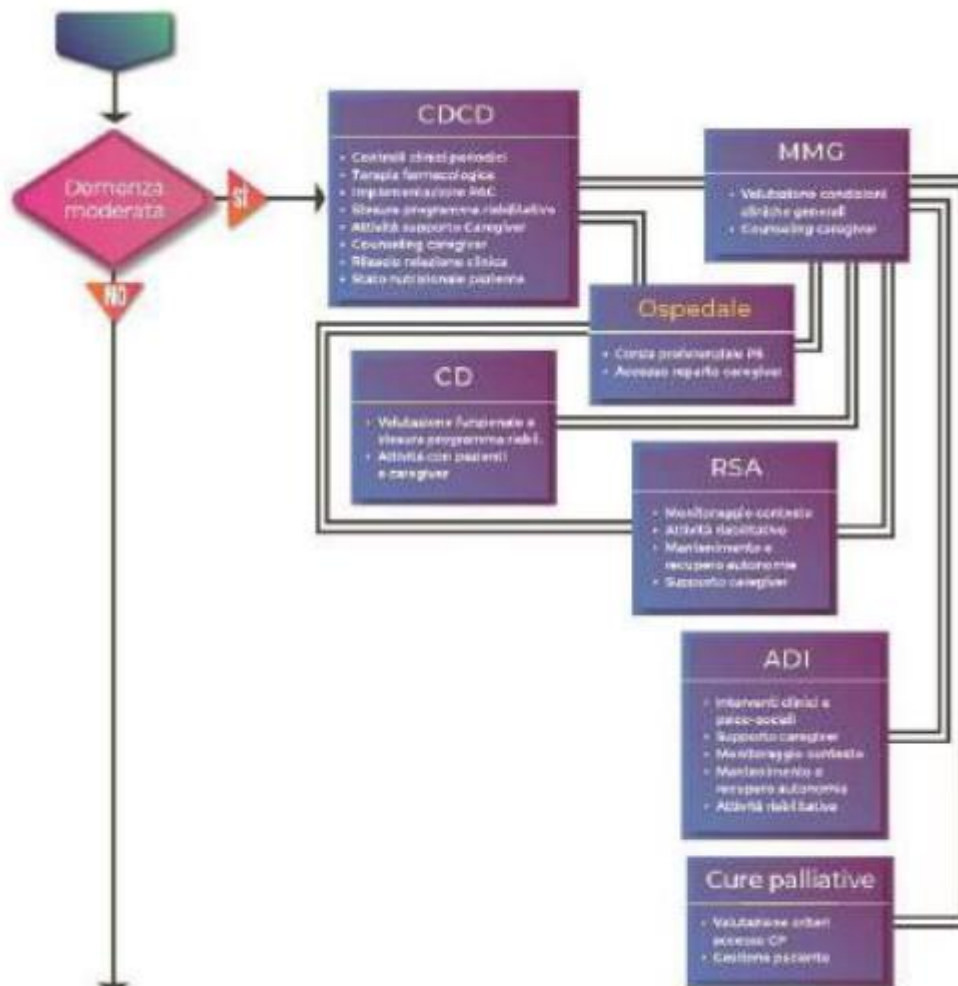 Demenza
moderata
SÌ
NO
CDCD
• Controlli clinici periodici
• Terapia farmacologica
• Implementazione PAC
• Stesura programma riabilitativo
• Attività supporto Caregiver
• Counseling caregiver
• Rilascio relazione clinica
• Stato nutrizionale paziente
MMG
• Valutazione condizioni
cliniche generali
• Counseling caregiver
Ospedale
• Corsia preferenziale PS
• Accesso reparto caregiver
CD
• Valutazione funzionale e
stesura programma riabil.
• Attività con pazienti
e caregiver
RSA
• Monitoraggio contesto
• Attività riabilitative
• Mantenimento e
recupero autonomie
• Supporto caregiver
ADI
• Interventi clinici e
psico-sociali
• Supporto caregiver
• Monitoraggio contesto
• Mantenimento e
recupero autonomia
• Attività riabilitative
Cure palliative
• Valutazione criteri
accesso CP
• Gestione paziente